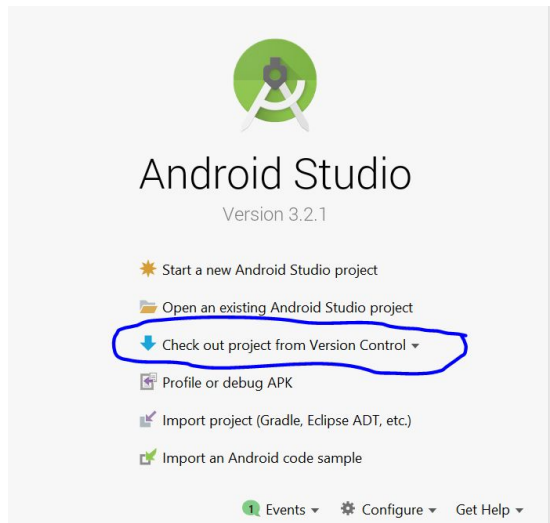 Android Studio
Version 3.2.1
Start a new Android Studio project
Open an existing Android Studio project
Check out project from Version Control
Profile or debug APK
Import project (Gradle, Eclipse ADT, etc.)
Import an Android code sample
1 Events Configure Get Help